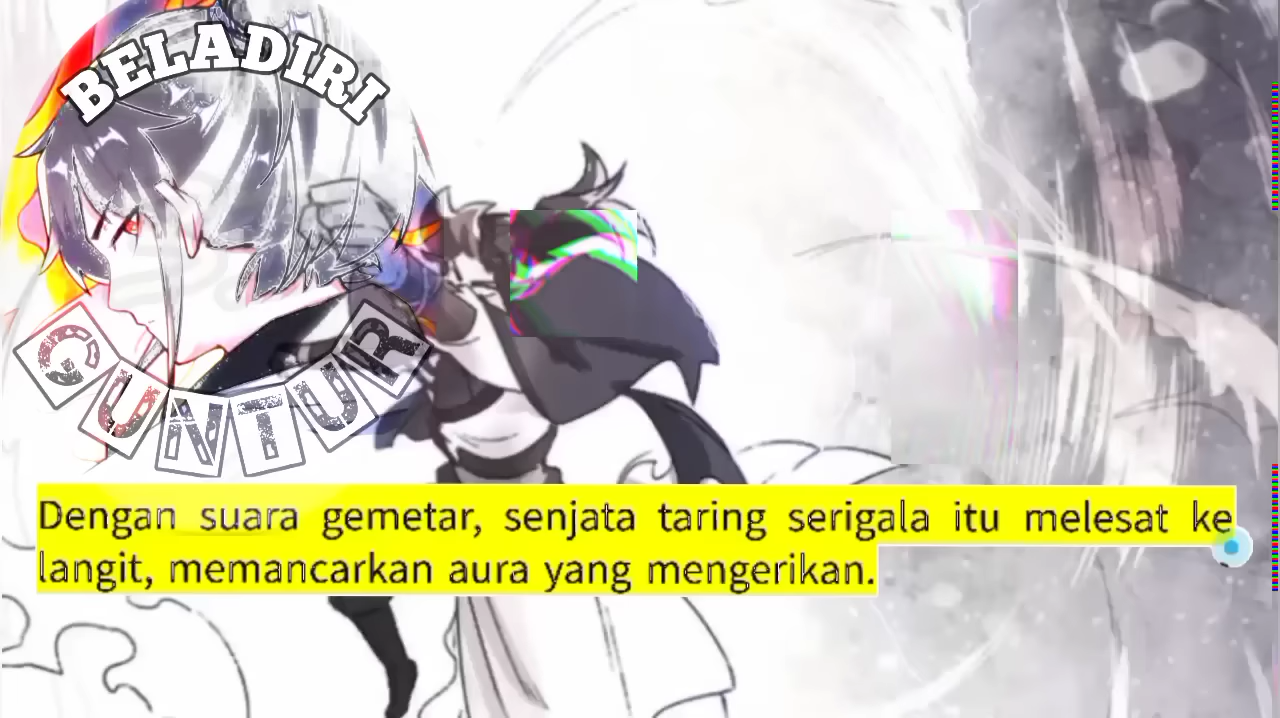 BELADIRI
GUNTUR
Dengan suara gemetar, senjata taring serigala itu melesat ke
langit, memancarkan aura yang mengerikan.